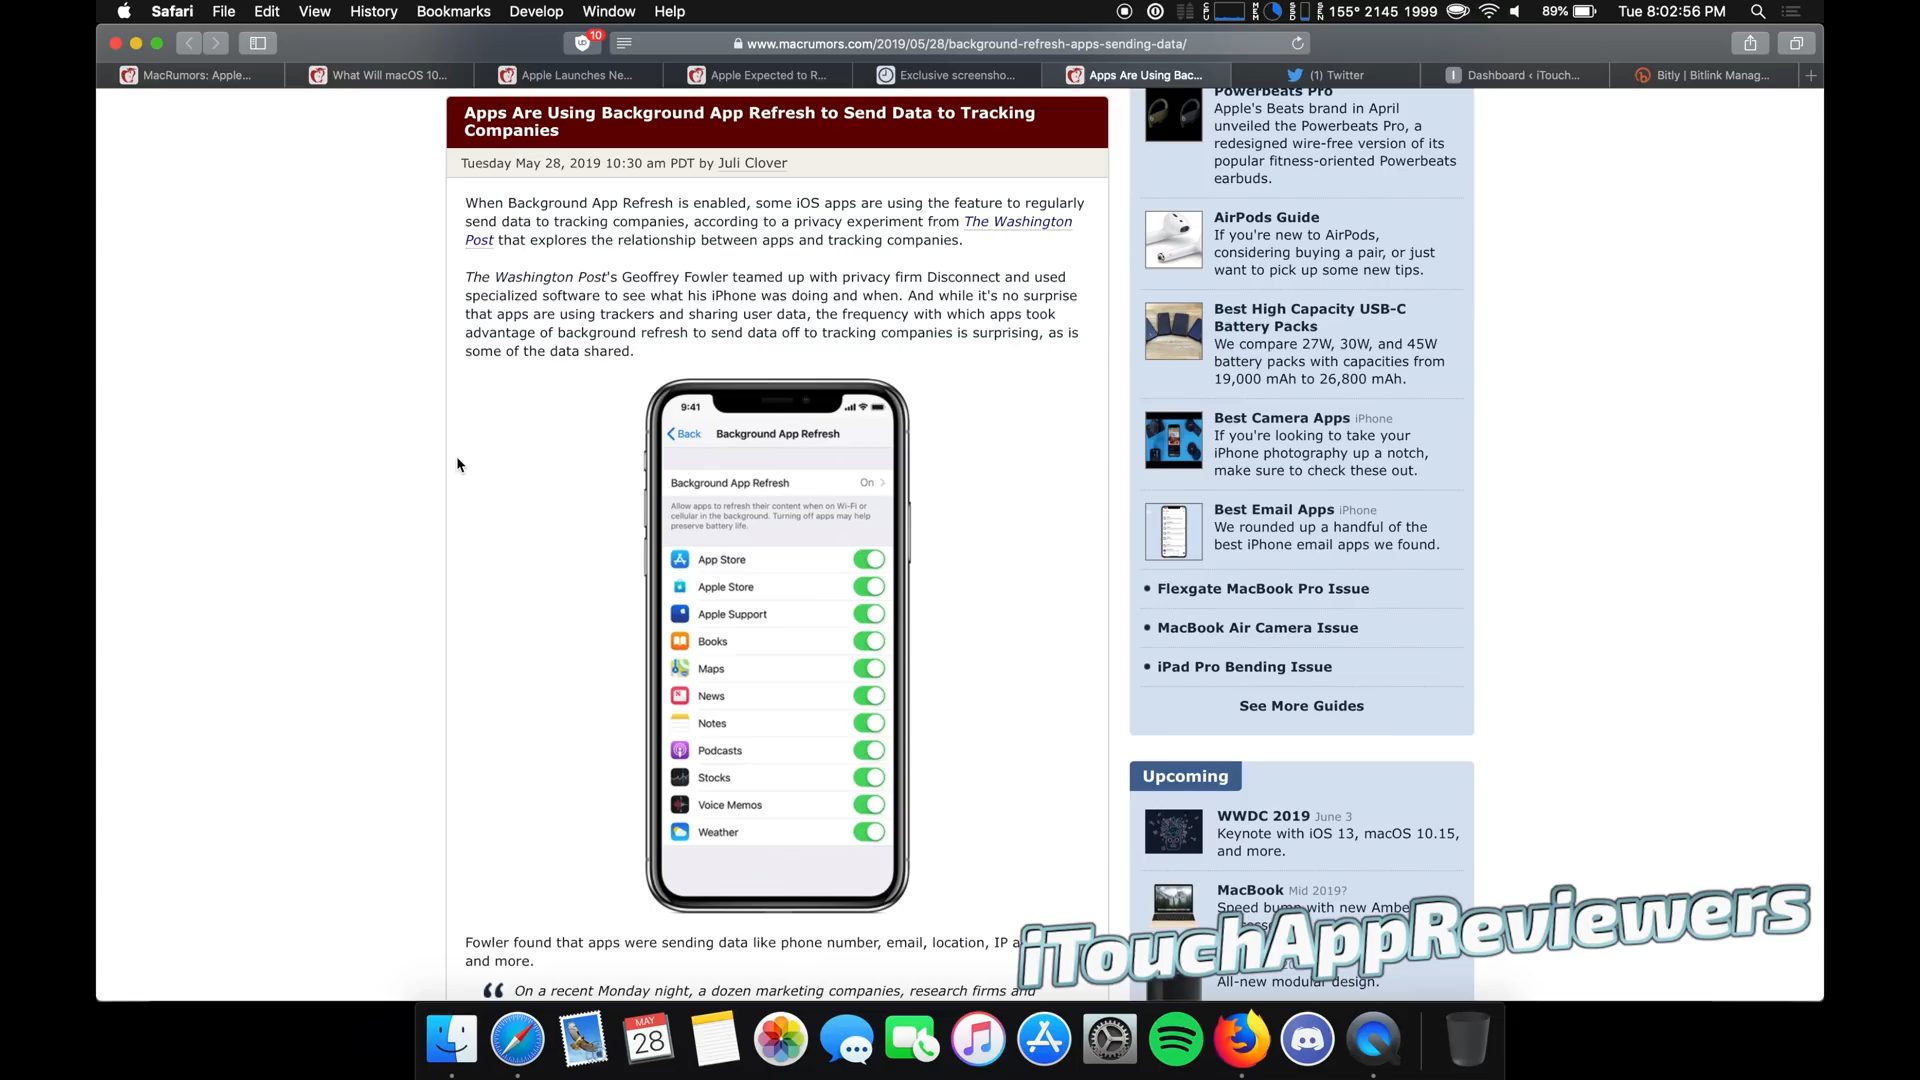 Safari File Edit View History Bookmarks Develop Window Help
155° 2145 1999 89% Tue 8:02:56 PM
10
www.macrumors.com/2019/05/28/background-refresh-apps-sending-data/
MacRumors: Apple... What Will macOS 10... Apple Launches Ne... Apple Expected to R... Exclusive screensho... Apps Are Using Bac... (1) Twitter Dashboard ‹ iTouch... Bitly | Bitlink Manag...
Apps Are Using Background App Refresh to Send Data to Tracking
Companies
Tuesday May 28, 2019 10:30 am PDT by Juli Clover
When Background App Refresh is enabled, some iOS apps are using the feature to regularly
send data to tracking companies, according to a privacy experiment from The Washington
Post that explores the relationship between apps and tracking companies.
The Washington Post's Geoffrey Fowler teamed up with privacy firm Disconnect and used
specialized software to see what his iPhone was doing and when. And while it's no surprise
that apps are using trackers and sharing user data, the frequency with which apps took
advantage of background refresh to send data off to tracking companies is surprising, as is
some of the data shared.
9:41
Back Background App Refresh
Background App Refresh On
Allow apps to refresh their content when on Wi-Fi or
cellular in the background. Turning off apps may help
preserve battery life.
App Store
Apple Store
Apple Support
Books
Maps
News
Notes
Podcasts
Stocks
Voice Memos
Weather
Fowler found that apps were sending data like phone number, email, location, IP
and more.
On a recent Monday night, a dozen marketing companies, research firms and
Powerbeats Pro
Apple's Beats brand in April
unveiled the Powerbeats Pro, a
redesigned wire-free version of its
popular fitness-oriented Powerbeats
earbuds.
AirPods Guide
If you're new to AirPods,
considering buying a pair, or just
want to pick up some new tips.
Best High Capacity USB-C
Battery Packs
We compare 27W, 30W, and 45W
battery packs with capacities from
19,000 mAh to 26,800 mAh.
Best Camera Apps iPhone
If you're looking to take your
iPhone photography up a notch,
make sure to check these out.
Best Email Apps iPhone
We rounded up a handful of the
best iPhone email apps we found.
Flexgate MacBook Pro Issue
MacBook Air Camera Issue
iPad Pro Bending Issue
See More Guides
Upcoming
WWDC 2019 June 3
Keynote with iOS 13, macOS 10.15,
and more.
MacBook Mid 2019?
Speed bump with new
All-new modular design.
iTouchAppReviewers
MAY
28